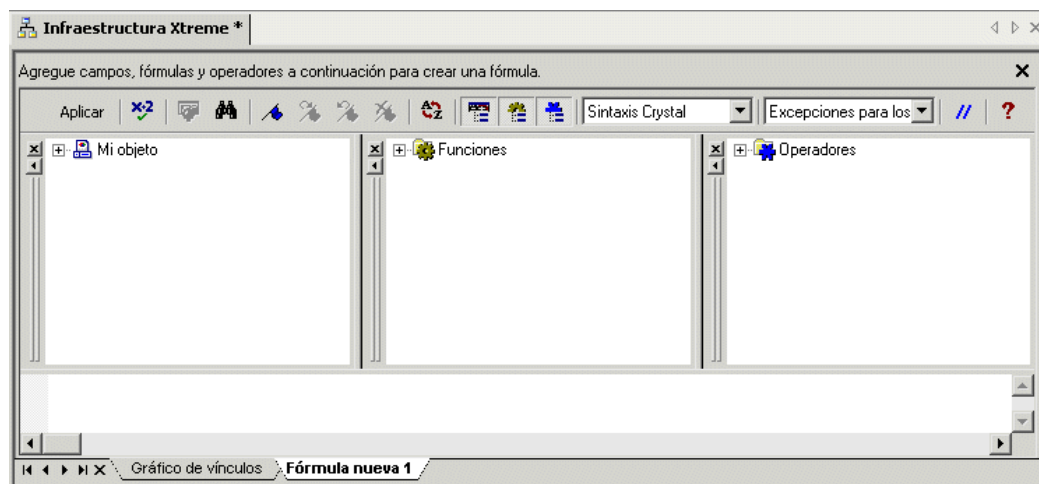 Infraestructura Xtreme *
Agregue campos, fórmulas y operadores a continuación para crear una fórmula.
Aplicar x+2 A Z Sintaxis Crystal Excepciones para los // ?
Mi objeto Funciones Operadores
Gráfico de vínculos Fórmula nueva 1